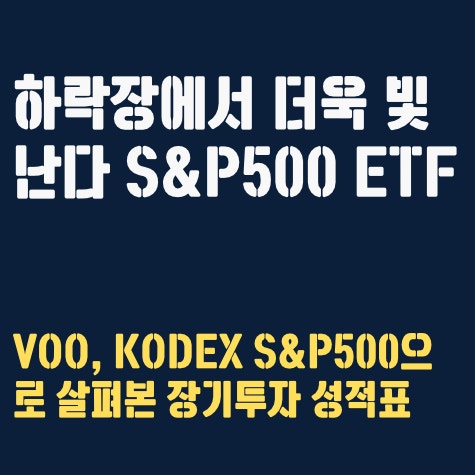 하락장에서 더욱 빛
난다 S&P500 ETF
VOO, KODEX S&P500으
로 살펴본 장기투자 성적표